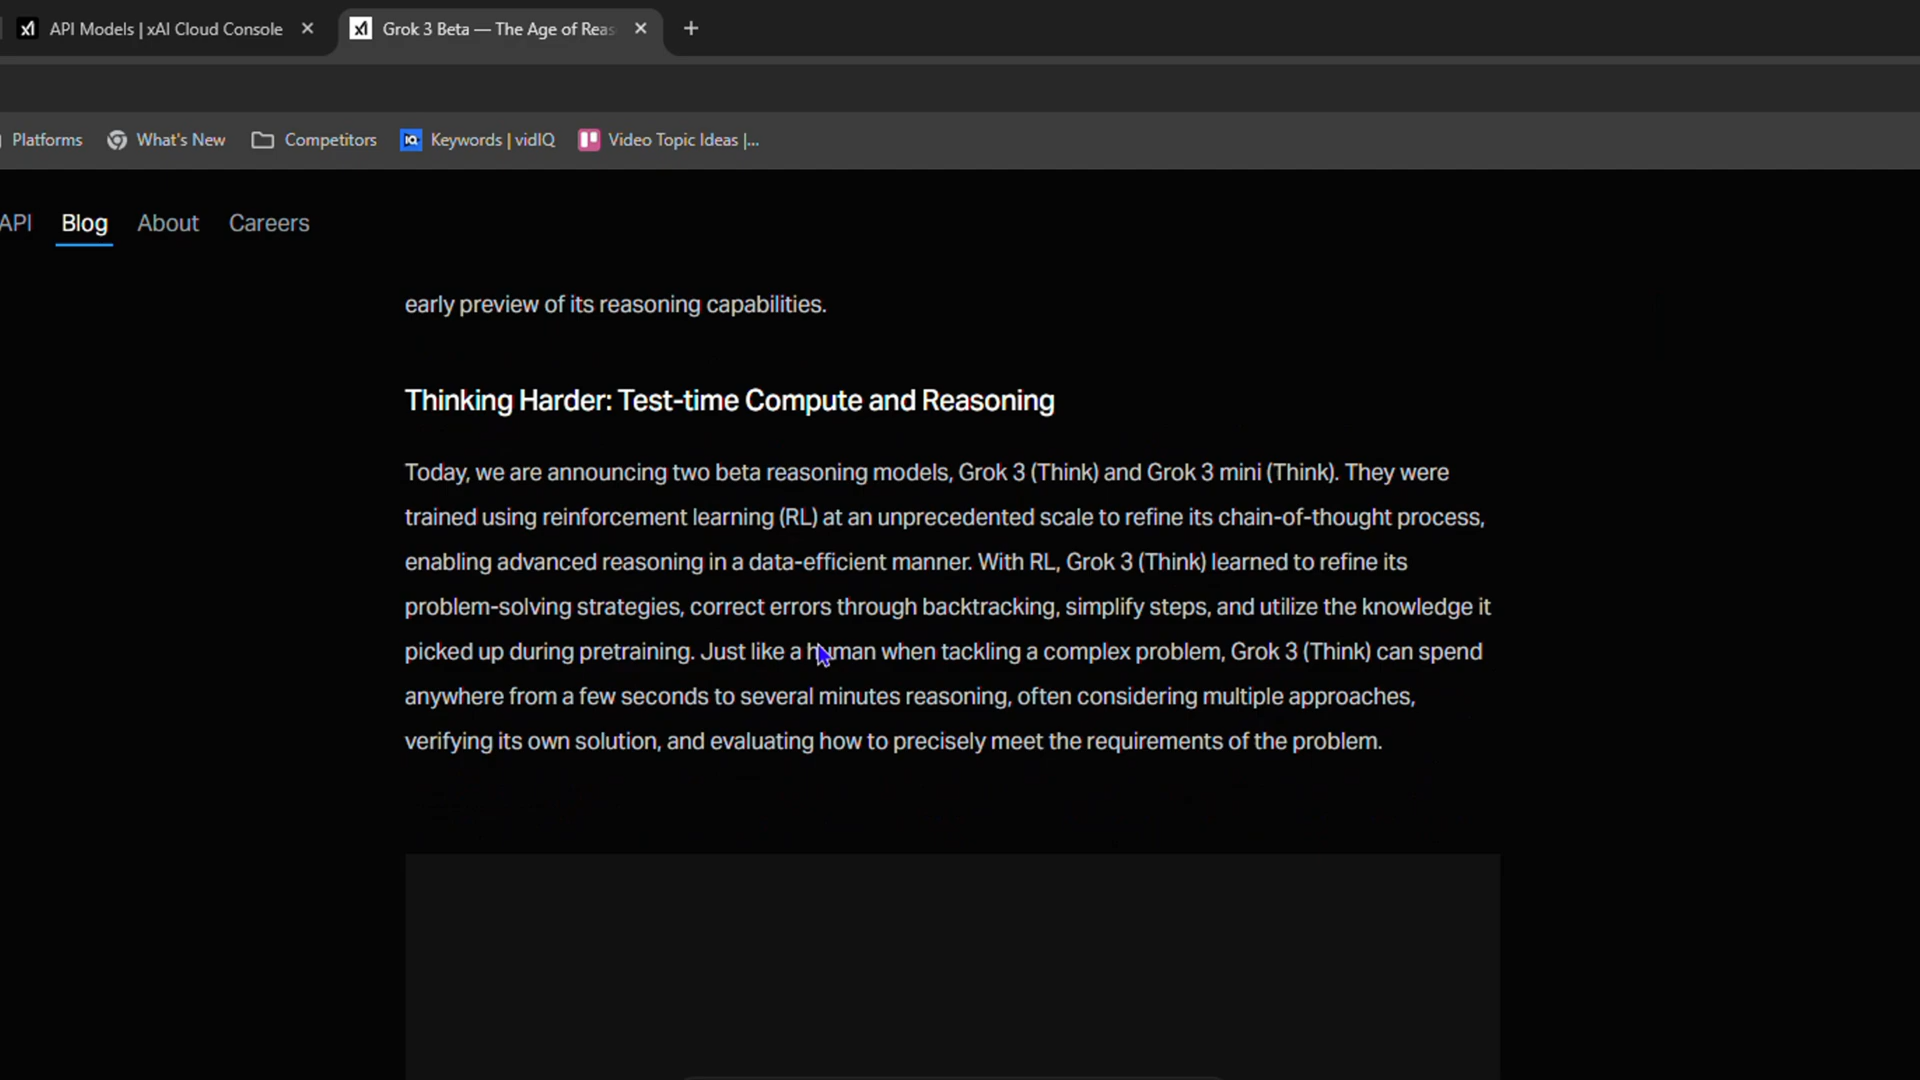 API Models | xAI Cloud Console
Grok 3 Beta — The Age of Reas
Platforms
What's New
Competitors
Keywords | vidIQ
Video Topic Ideas |...
API
Blog
About
Careers
early preview of its reasoning capabilities.
Thinking Harder: Test-time Compute and Reasoning
Today, we are announcing two beta reasoning models, Grok 3 (Think) and Grok 3 mini (Think). They were
trained using reinforcement learning (RL) at an unprecedented scale to refine its chain-of-thought process,
enabling advanced reasoning in a data-efficient manner. With RL, Grok 3 (Think) learned to refine its
problem-solving strategies, correct errors through backtracking, simplify steps, and utilize the knowledge it
picked up during pretraining. Just like a human when tackling a complex problem, Grok 3 (Think) can spend
anywhere from a few seconds to several minutes reasoning, often considering multiple approaches,
verifying its own solution, and evaluating how to precisely meet the requirements of the problem.